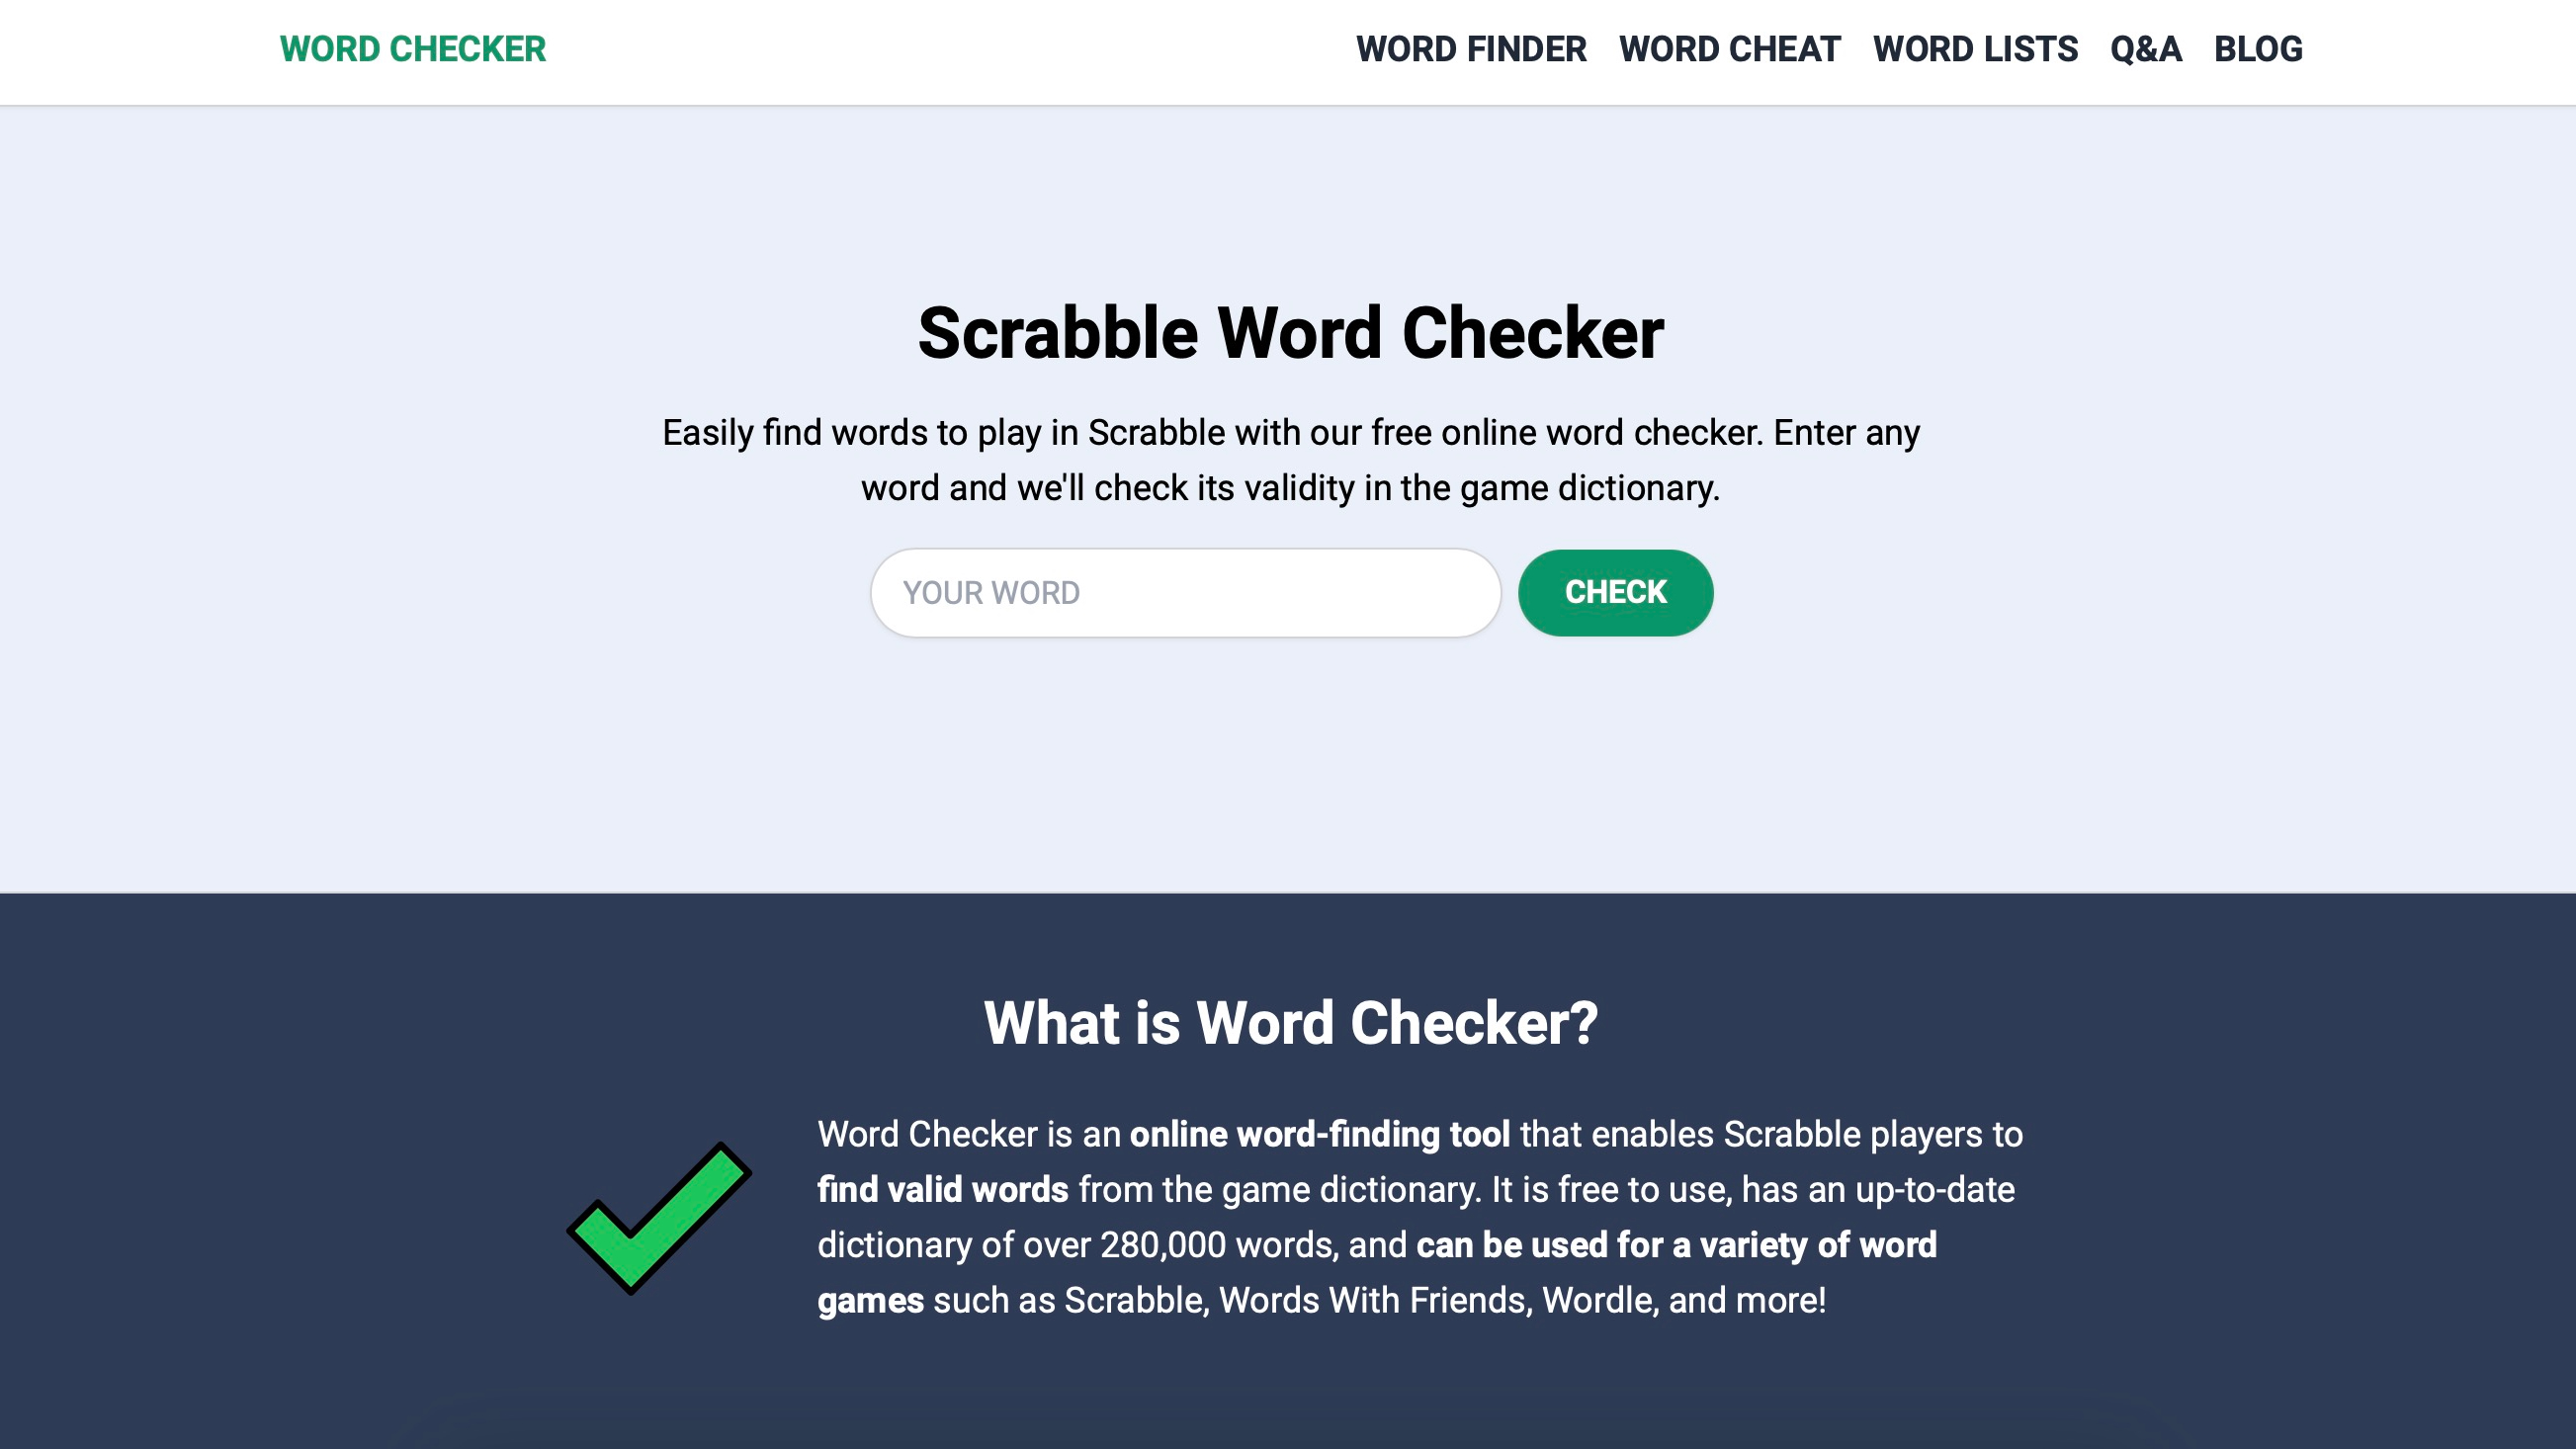 WORD CHECKER
WORD FINDER WORD CHEAT WORD LISTS Q&A BLOG
Scrabble Word Checker
Easily find words to play in Scrabble with our free online word checker. Enter any
word and we'll check its validity in the game dictionary.
YOUR WORD
CHECK
What is Word Checker?
Word Checker is an online word-finding tool that enables Scrabble players to
find valid words from the game dictionary. It is free to use, has an up-to-date
dictionary of over 280,000 words, and can be used for a variety of word
games such as Scrabble, Words With Friends, Wordle, and more!